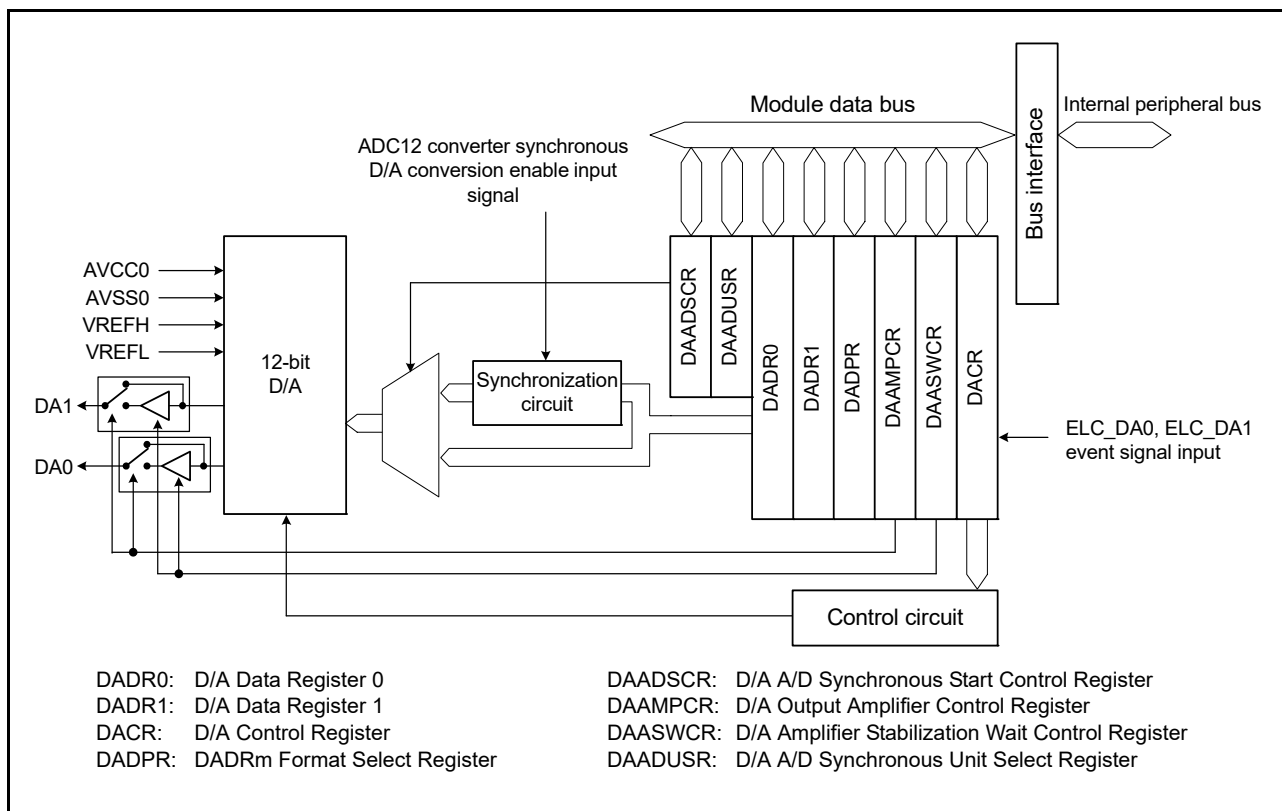 Module data bus
Internal peripheral bus
Bus interface
ADC12 converter synchronous
D/A conversion enable input
signal
AVCC0
AVSS0
VREFH
VREFL
12-bit
D/A
DA1
DA0
Synchronization
circuit
DAADSCR
DAADUSR
DADR0
DADR1
DADPR
DAAMPCR
DAASWCR
DACR
ELC_DA0, ELC_DA1
event signal input
Control circuit
DADR0: D/A Data Register 0
DADR1: D/A Data Register 1
DACR: D/A Control Register
DADPR: DADRm Format Select Register
DAADSCR: D/A A/D Synchronous Start Control Register
DAAMPCR: D/A Output Amplifier Control Register
DAASWCR: D/A Amplifier Stabilization Wait Control Register
DAADUSR: D/A A/D Synchronous Unit Select Register